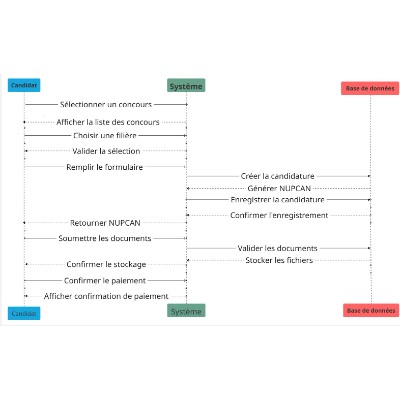 Candidat
Système
Base de données
Sélectionner un concours
Afficher la liste des concours
Choisir une filière
Valider la sélection
Remplir le formulaire
Créer la candidature
Générer NUPCAN
Enregistrer la candidature
Confirmer l'enregistrement
Retourner NUPCAN
Soumettre les documents
Valider les documents
Stocker les fichiers
Confirmer le stockage
Confirmer le paiement
Afficher confirmation de paiement
Candidat
Système
Base de données